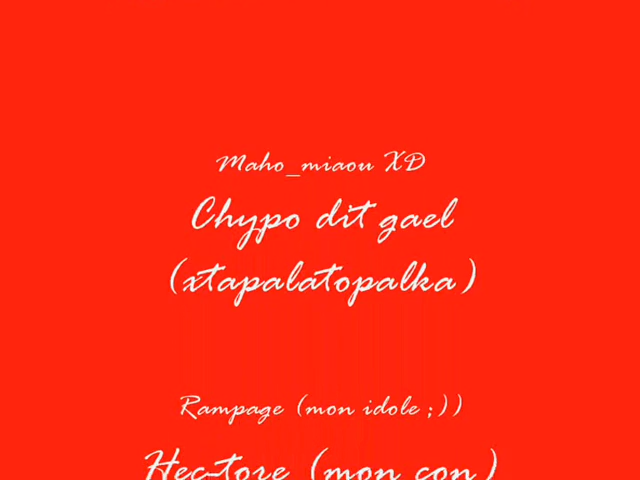 Maho_miaou XD
Chypo dit gael
(xtapalatopalka)
Rampage (mon idole ;))
Hec-tore (mon con)